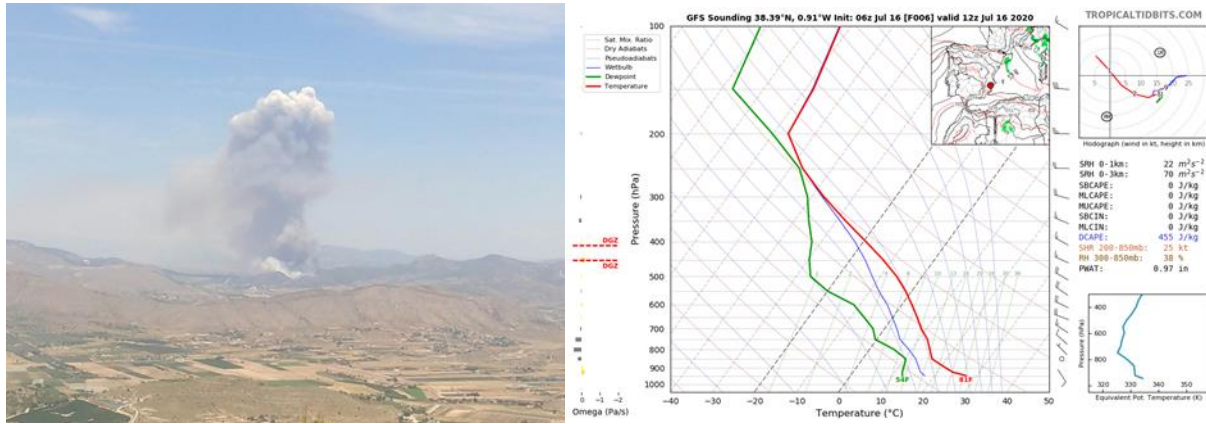 GFS Sounding 38.39°N, 0.91°W Init: 06z Jul 16 [F006] valid 12z Jul 16 2020
TROPICALTIDBITS.COM
Sat. Mix. Ratio
Dry Adiabats
Pseudoadiabats
Wetbulb
Dewpoint
Temperature
100
200
300
400
500
600
700
800
900
1000
Pressure (hPa)
DGZ
DGZ
0 -1 -2
Omega (Pa/s)
54F
81F
-40 -30 -20 -10 0 10 20 30 40 50
Temperature (°C)
Hodograph (wind in kt, height in km)
SRH 0-1km: 22 m²s⁻²
SRH 0-3km: 70 m²s⁻²
SBCAPE: 0 J/kg
MLCAPE: 0 J/kg
MUCAPE: 0 J/kg
SBCIN: 0 J/kg
MLCIN: 0 J/kg
DCAPE: 455 J/kg
SHR 200-850mb: 25 kt
RH 300-850mb: 38 %
PWAT: 0.97 in
400
600
800
Pressure (hPa)
320 330 340 350
Equivalent Pot. Temperature (K)